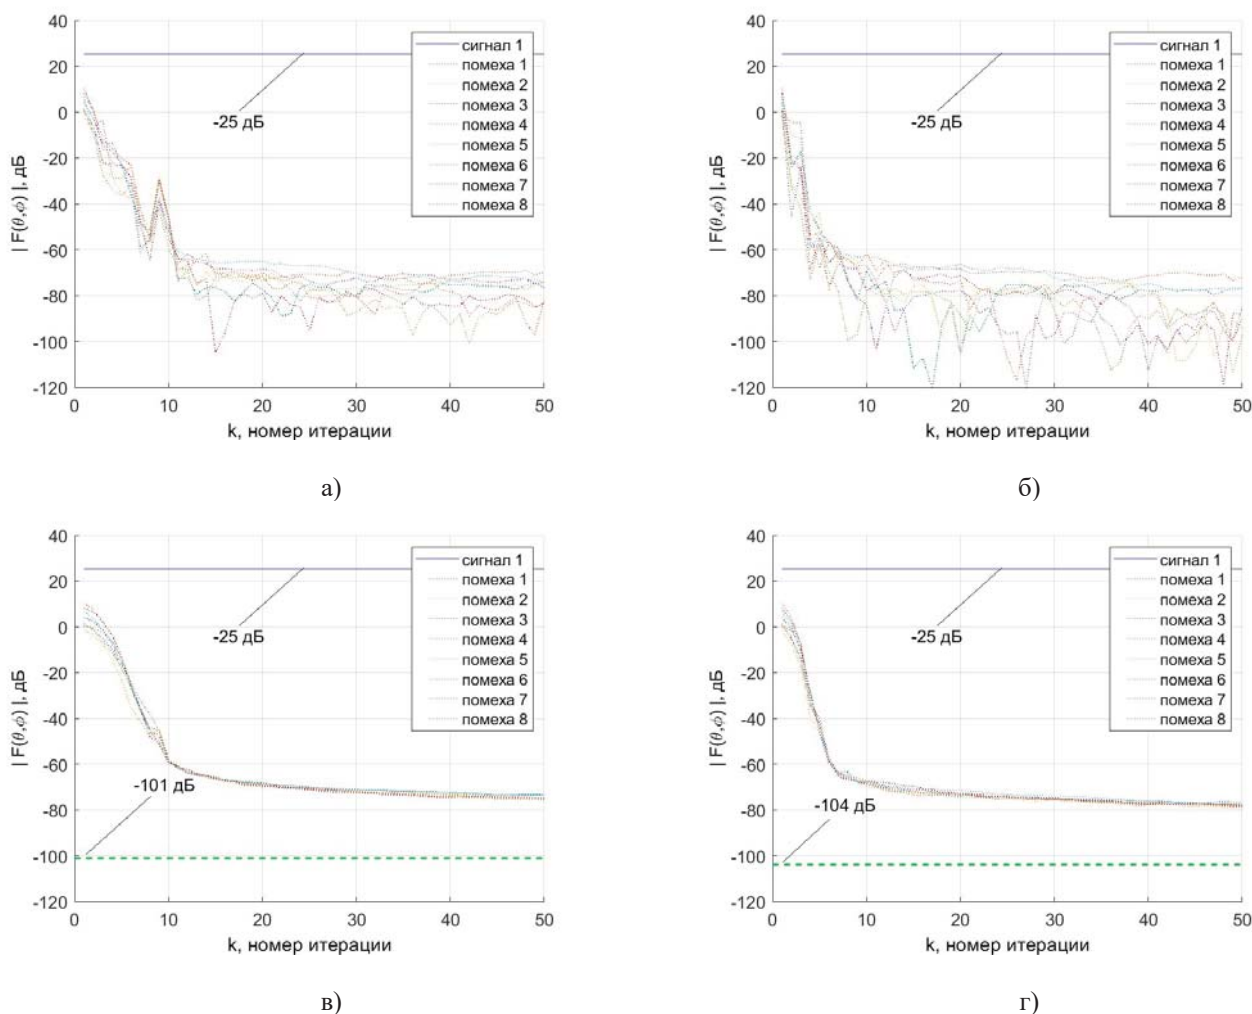 40
20
0
-20
-40
-60
-80
-100
-120
| F(θ,ϕ) |, дБ
-25 дБ
сигнал 1
помеха 1
помеха 2
помеха 3
помеха 4
помеха 5
помеха 6
помеха 7
помеха 8
0 10 20 30 40 50
k, номер итерации
а)
40
20
0
-20
-40
-60
-80
-100
-120
| F(θ,ϕ) |, дБ
-25 дБ
сигнал 1
помеха 1
помеха 2
помеха 3
помеха 4
помеха 5
помеха 6
помеха 7
помеха 8
0 10 20 30 40 50
k, номер итерации
б)
40
20
0
-20
-40
-60
-80
-100
-120
| F(θ,ϕ) |, дБ
-25 дБ
-101 дБ
сигнал 1
помеха 1
помеха 2
помеха 3
помеха 4
помеха 5
помеха 6
помеха 7
помеха 8
0 10 20 30 40 50
k, номер итерации
в)
40
20
0
-20
-40
-60
-80
-100
-120
| F(θ,ϕ) |, дБ
-25 дБ
-104 дБ
сигнал 1
помеха 1
помеха 2
помеха 3
помеха 4
помеха 5
помеха 6
помеха 7
помеха 8
0 10 20 30 40 50
k, номер итерации
г)